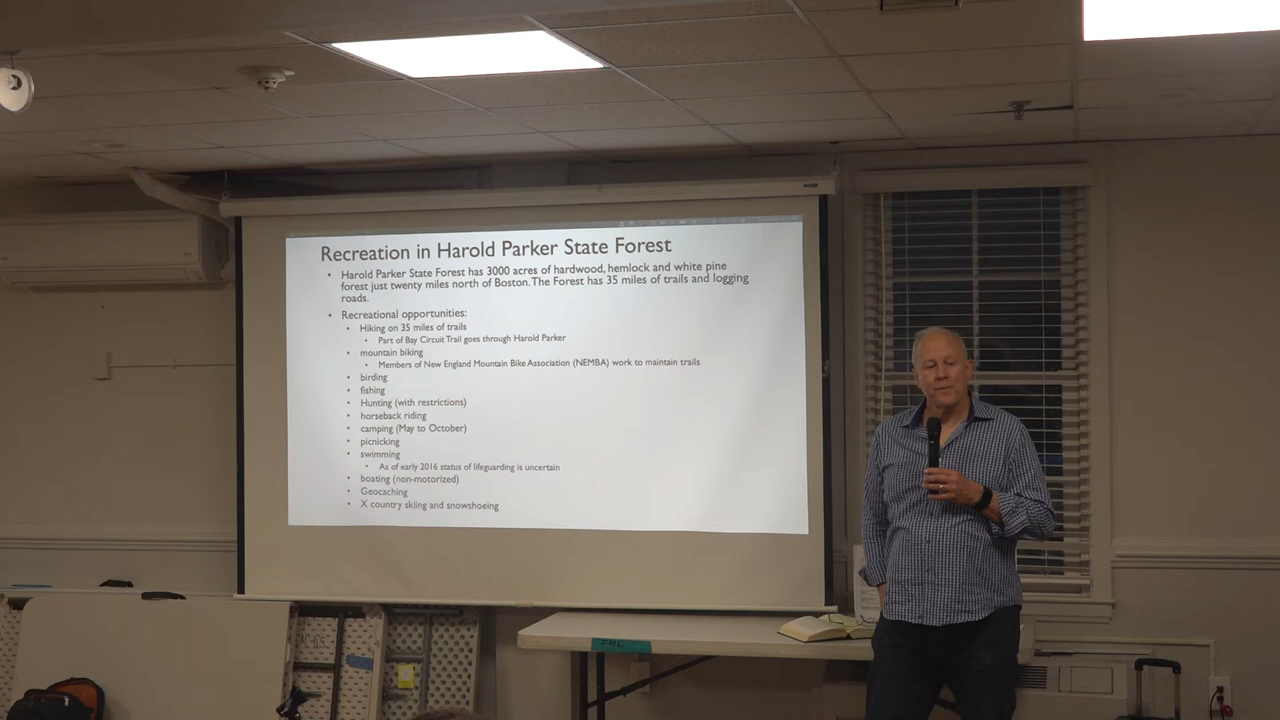 Recreation in Harold Parker State Forest
• Harold Parker State Forest has 3000 acres of hardwood, hemlock and white pine
forest just twenty miles north of Boston. The Forest has 35 miles of trails and logging
roads.
• Recreational opportunities:
• Hiking on 35 miles of trails
• Part of Bay Circuit Trail goes through Harold Parker
• mountain biking
• Members of New England Mountain Bike Association (NEMBA) work to maintain trails
• birding
• fishing
• Hunting (with restrictions)
• horseback riding
• camping (May to October)
• picnicking
• swimming
• As of early 2016 status of lifeguarding is uncertain
• boating (non-motorized)
• Geocaching
• X country skiing and snowshoeing